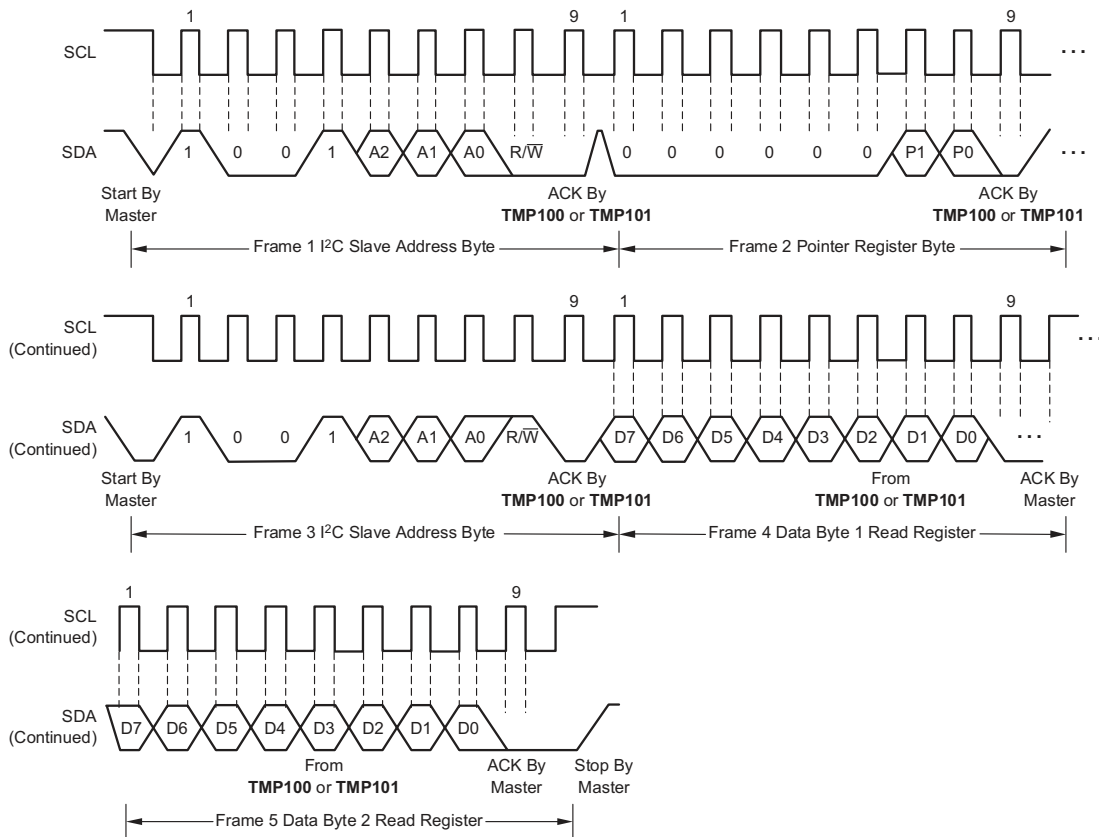 1 9 1 9
SCL
...
SDA 1 0 0 1 A2 A1 A0 R/W̅ 0 0 0 0 0 0 P1 P0 ...
Start By
Master
ACK By
TMP100 or TMP101
ACK By
TMP100 or TMP101
Frame 1 I²C Slave Address Byte
Frame 2 Pointer Register Byte
1 9 1 9
SCL
(Continued)
...
SDA
(Continued)
1 0 0 1 A2 A1 A0 R/W̅ D7 D6 D5 D4 D3 D2 D1 D0 ...
Start By
Master
ACK By
TMP100 or TMP101
From
TMP100 or TMP101
ACK By
Master
Frame 3 I²C Slave Address Byte
Frame 4 Data Byte 1 Read Register
1 9
SCL
(Continued)
SDA
(Continued)
D7 D6 D5 D4 D3 D2 D1 D0
From
TMP100 or TMP101
ACK By
Master
Stop By
Master
Frame 5 Data Byte 2 Read Register